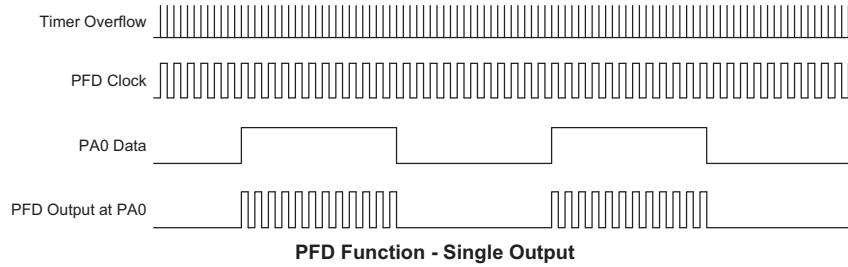 Timer Overflow
PFD Clock
PA0 Data
PFD Output at PA0
PFD Function - Single Output